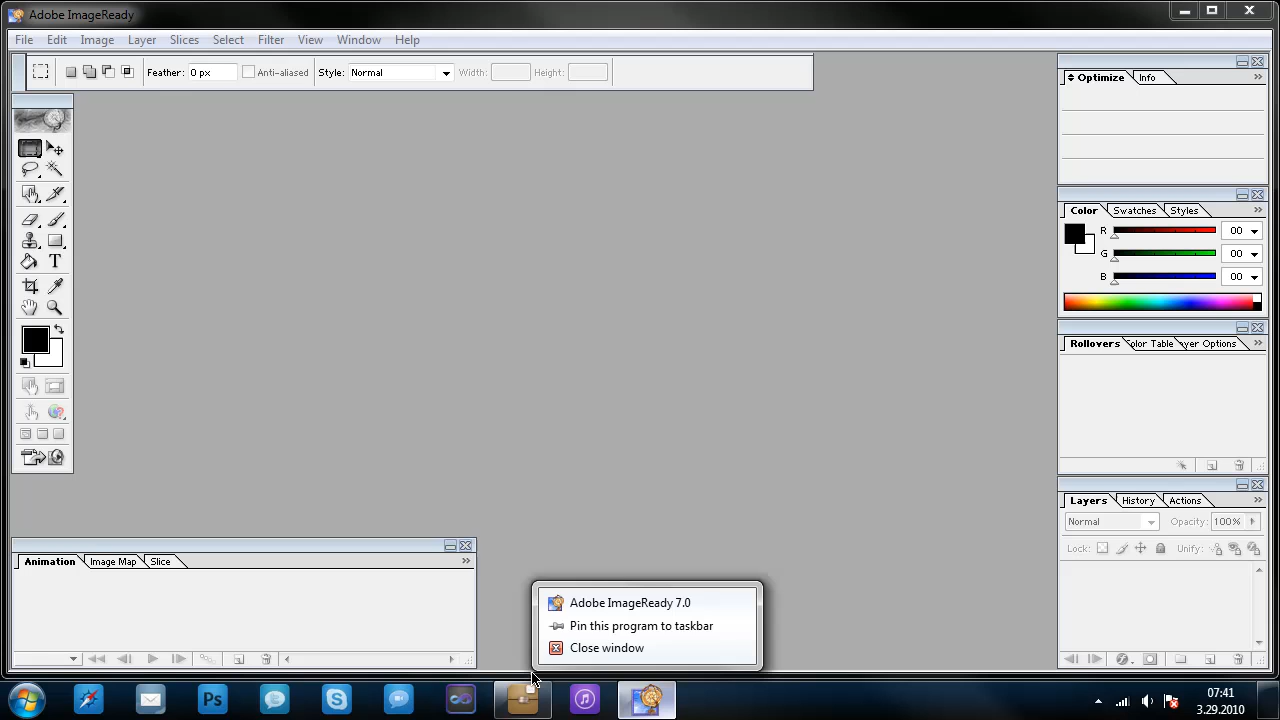 Adobe ImageReady
File Edit Image Layer Slices Select Filter View Window Help
Feather: 0 px Anti-aliased Style: Normal Width: Height:
Optimize Info
Color Swatches Styles
R 00
G 00
B 00
Rollovers Color Table yer Options
Layers History Actions
Normal Opacity: 100%
Lock: Unify:
T
Animation Image Map Slice
Adobe ImageReady 7.0
Pin this program to taskbar
Close window
Ps
07:41
3.29.2010